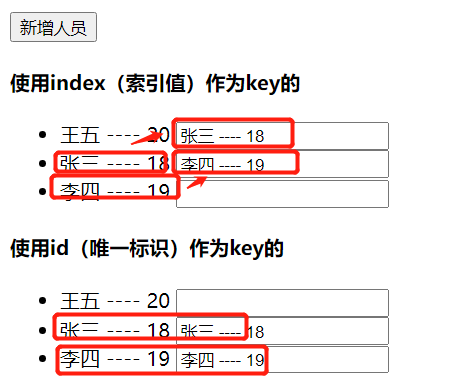 新增人员
使用index（索引值）作为key的
王五 ---- 20 张三 ---- 18
张三 ---- 18 李四 ---- 19
李四 ---- 19
使用id（唯一标识）作为key的
王五 ---- 20
张三 ---- 18 张三 ---- 18
李四 ---- 19 李四 ---- 19